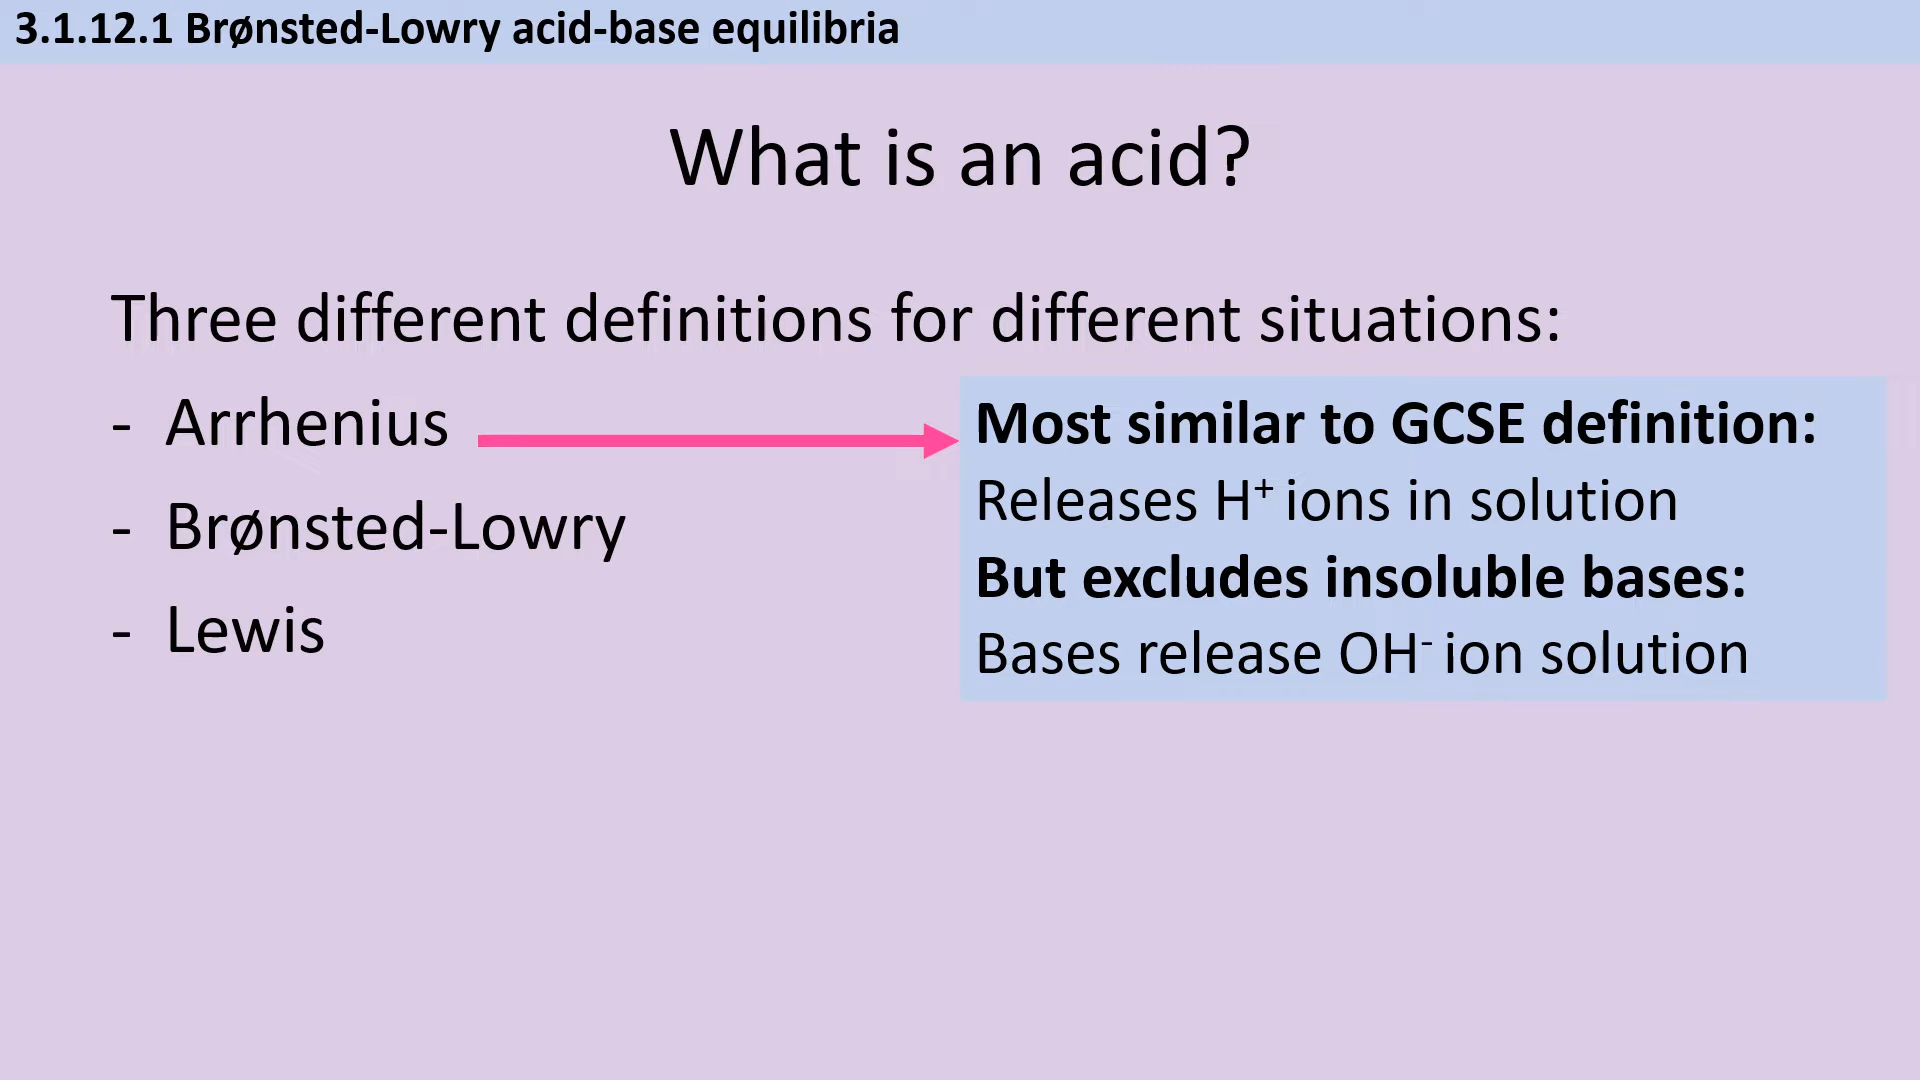 3.1.12.1 Brønsted-Lowry acid-base equilibria
What is an acid?
Three different definitions for different situations:
- Arrhenius
- Brønsted-Lowry
- Lewis
Most similar to GCSE definition:
Releases H⁺ ions in solution
But excludes insoluble bases:
Bases release OH⁻ ion solution